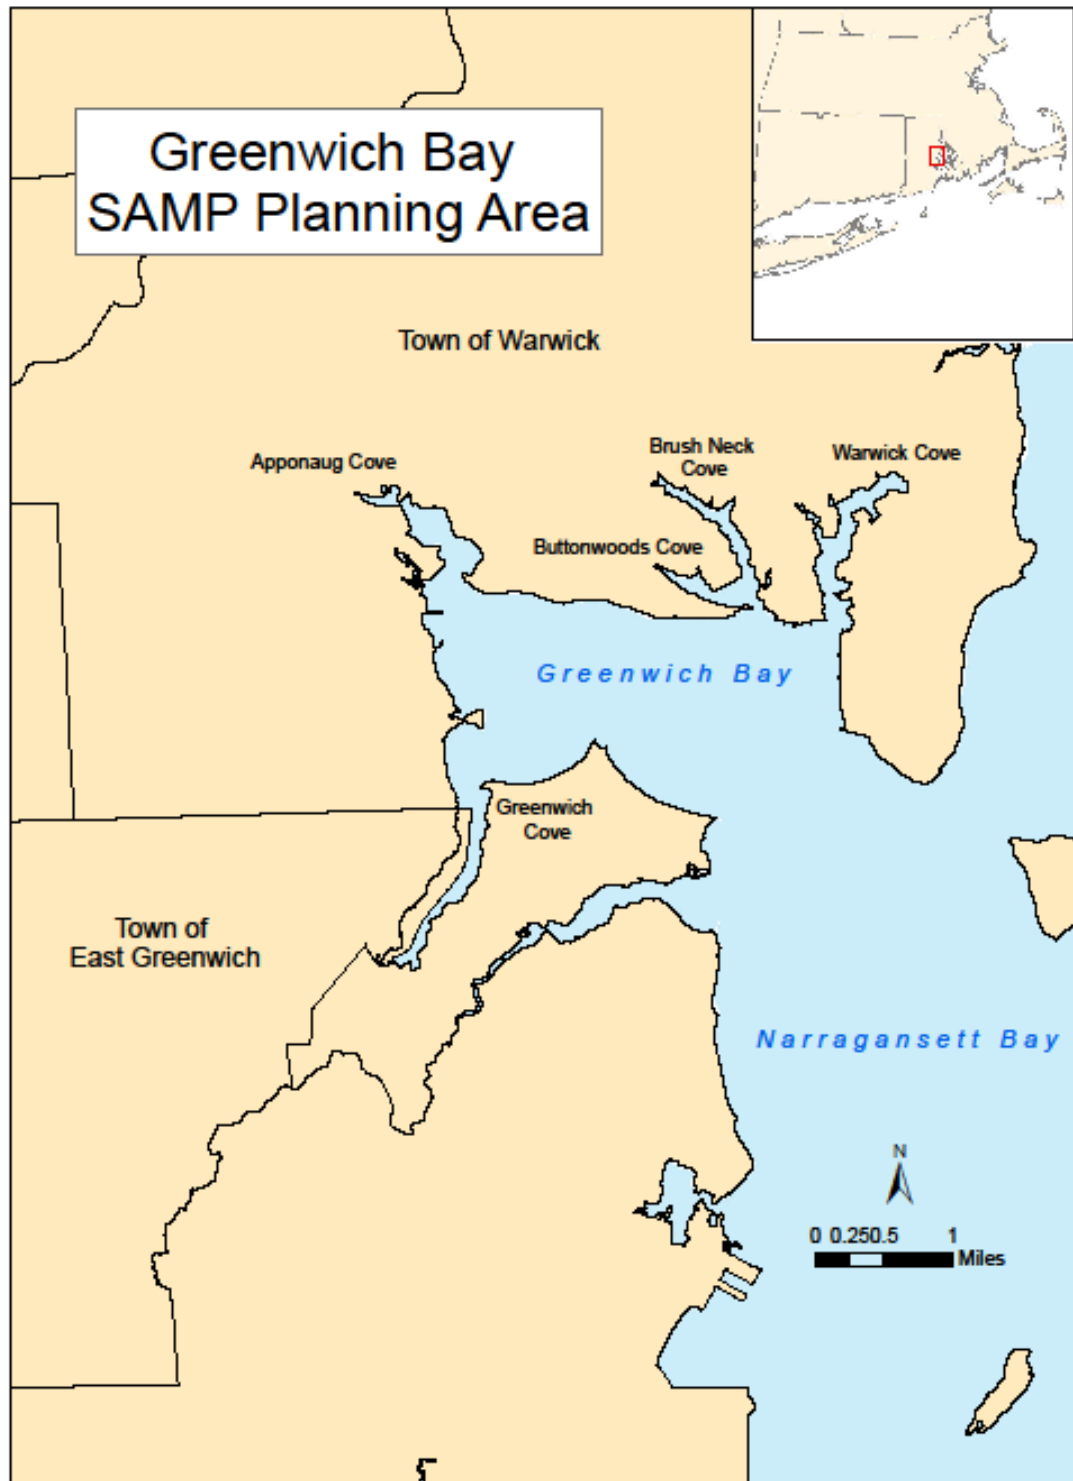 Greenwich Bay
SAMP Planning Area
Town of Warwick
Apponaug Cove
Brush Neck
Cove
Warwick Cove
Buttonwoods Cove
Greenwich Bay
Greenwich
Cove
Town of
East Greenwich
Narragansett Bay
N
0 0.250.5 1
Miles